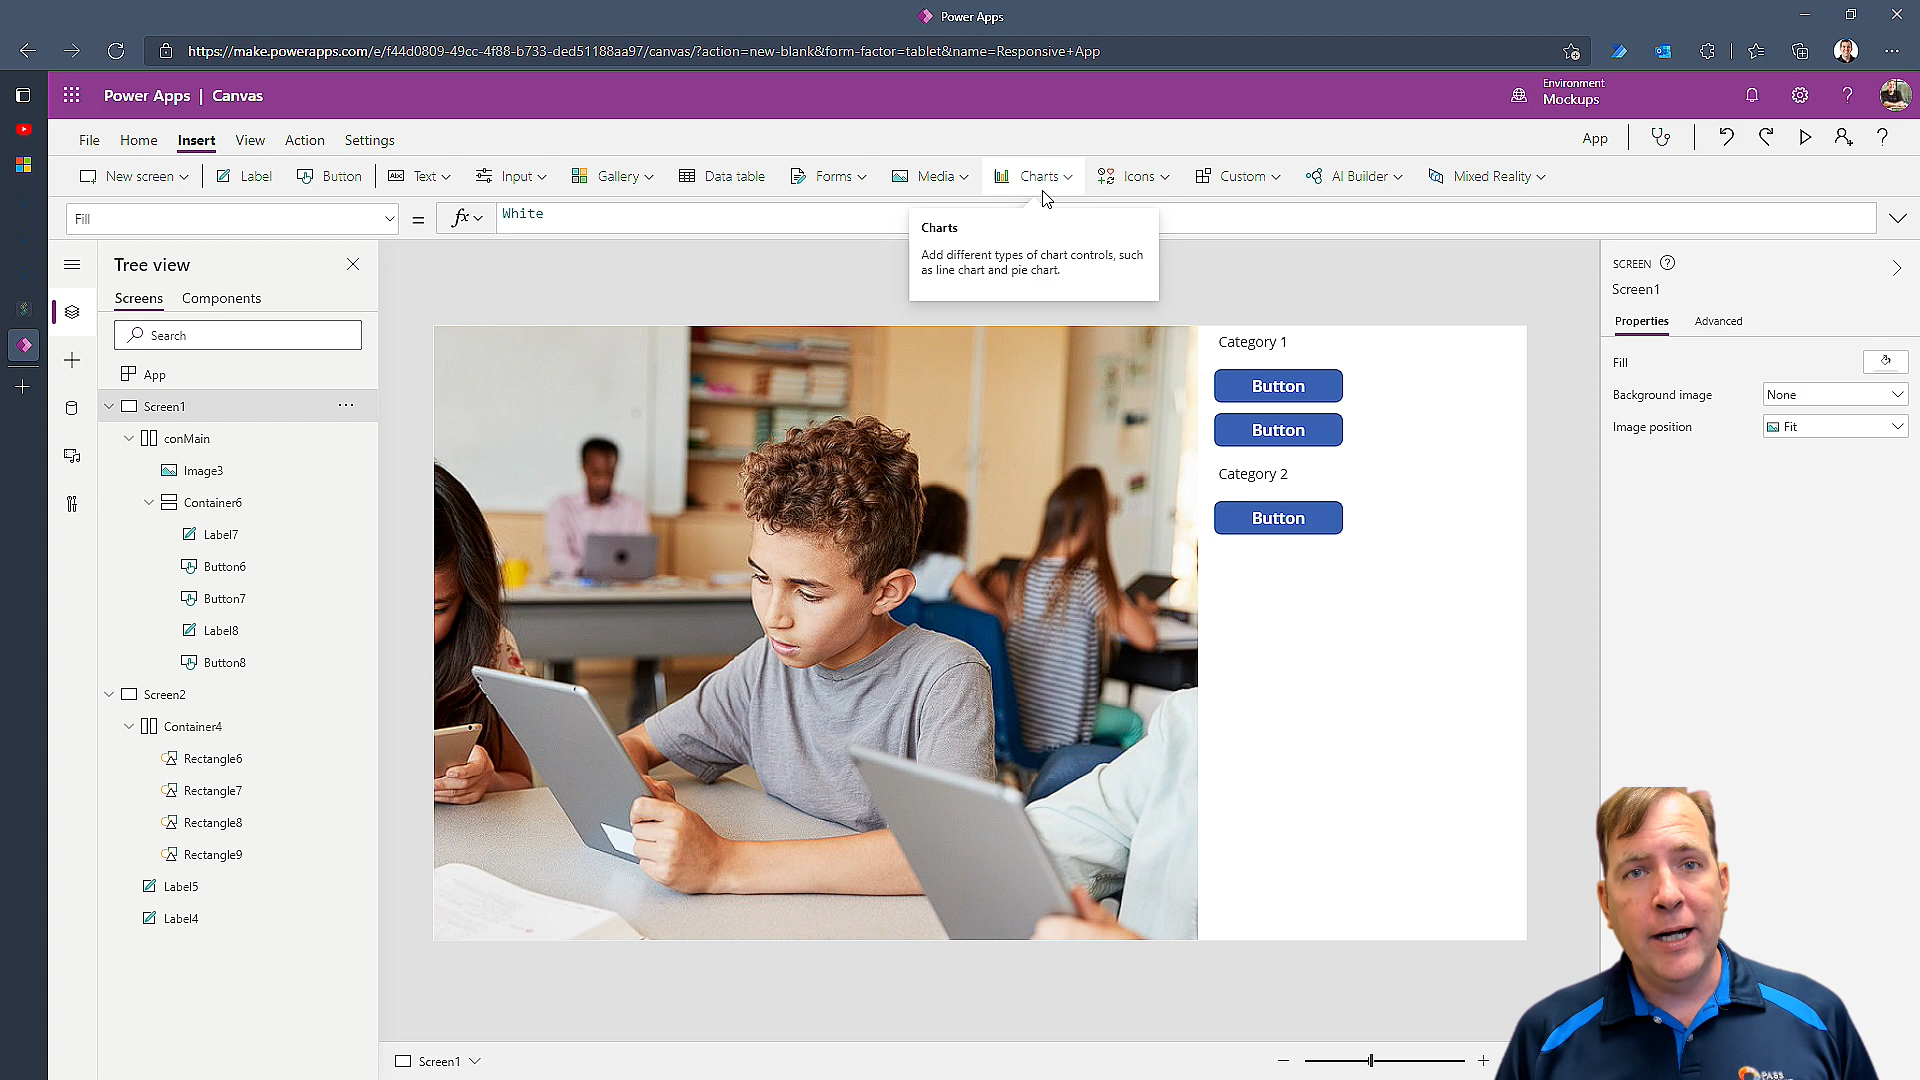 Power Apps
https://make.powerapps.com/e/f44d0809-49cc-4f88-b733-ded51188aa97/canvas/?action=new-blank&form-factor=tablet&name=Responsive+App
Power Apps | Canvas
Environment
Mockups
File Home Insert View Action Settings
App
New screen Label Button Text Input Gallery Data table Forms Media Charts Icons Custom AI Builder Mixed Reality
Fill = fx White
Charts
Add different types of chart controls, such
as line chart and pie chart.
Tree view
Screens Components
Search
App
Screen1
conMain
Image3
Container6
Label7
Button6
Button7
Label8
Button8
Screen2
Container4
Rectangle6
Rectangle7
Rectangle8
Rectangle9
Label5
Label4
Category 1
Button
Button
Category 2
Button
SCREEN
Screen1
Properties Advanced
Fill
Background image None
Image position Fit
Screen1
PASS